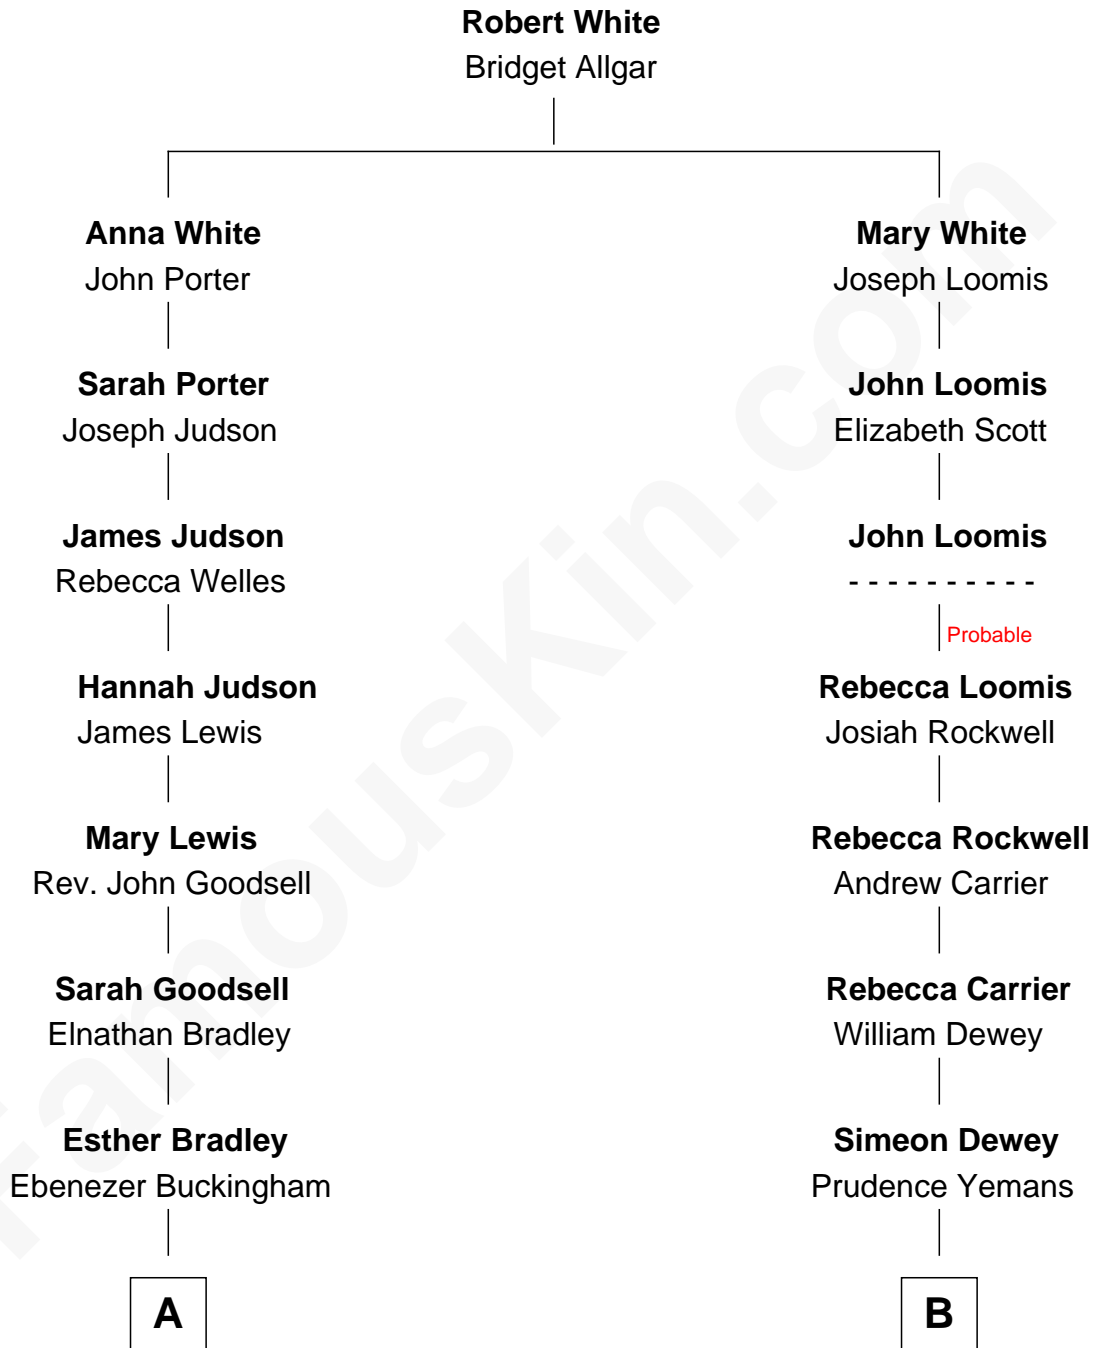 Robert White
Bridget Allgar
Anna White
John Porter
Sarah Porter
Joseph Judson
James Judson
Rebecca Welles
Hannah Judson
James Lewis
Mary Lewis
Rev. John Goodsell
Sarah Goodsell
Elnathan Bradley
Esther Bradley
Ebenezer Buckingham
A
Mary White
Joseph Loomis
John Loomis
Elizabeth Scott
John Loomis
- - - - - - - - - -
Probable
Rebecca Loomis
Josiah Rockwell
Rebecca Rockwell
Andrew Carrier
Rebecca Carrier
William Dewey
Simeon Dewey
Prudence Yemans
B
FamousKin.com